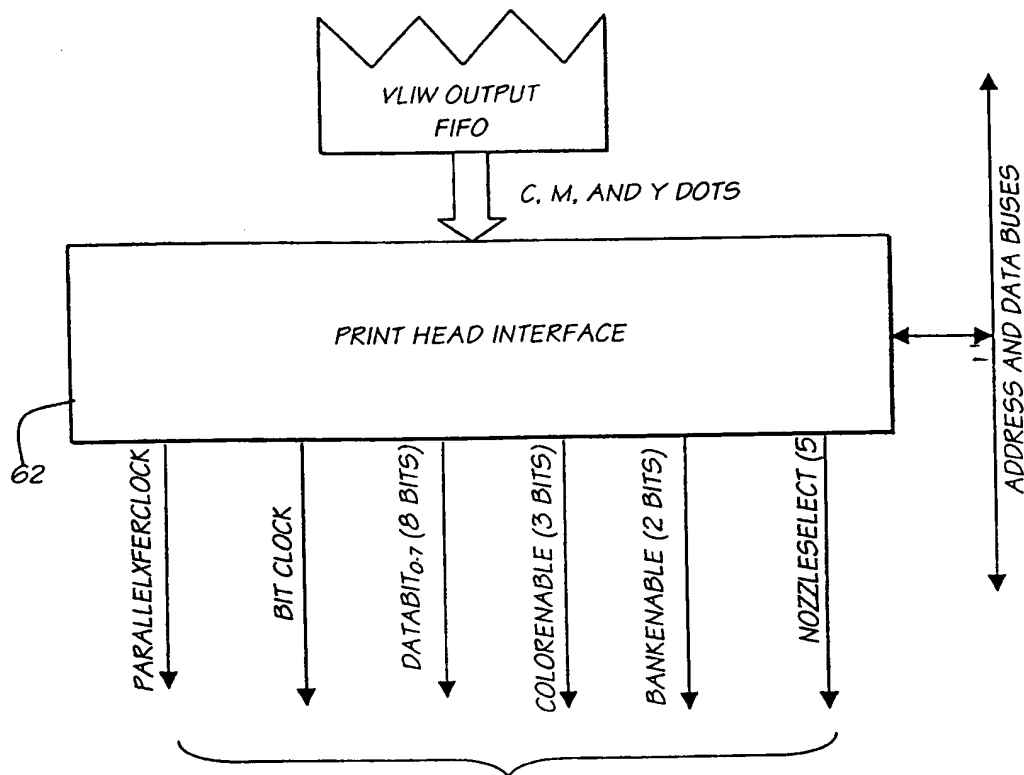 VLIW OUTPUT
FIFO
C, M, AND Y DOTS
PRINT HEAD INTERFACE
62
PARALLELXFERCLOCK
BIT CLOCK
DATABIT0-7 (8 BITS)
COLORENABLE (3 BITS)
BANKENABLE (2 BITS)
NOZZLESELECT (5
ADDRESS AND DATA BUSES